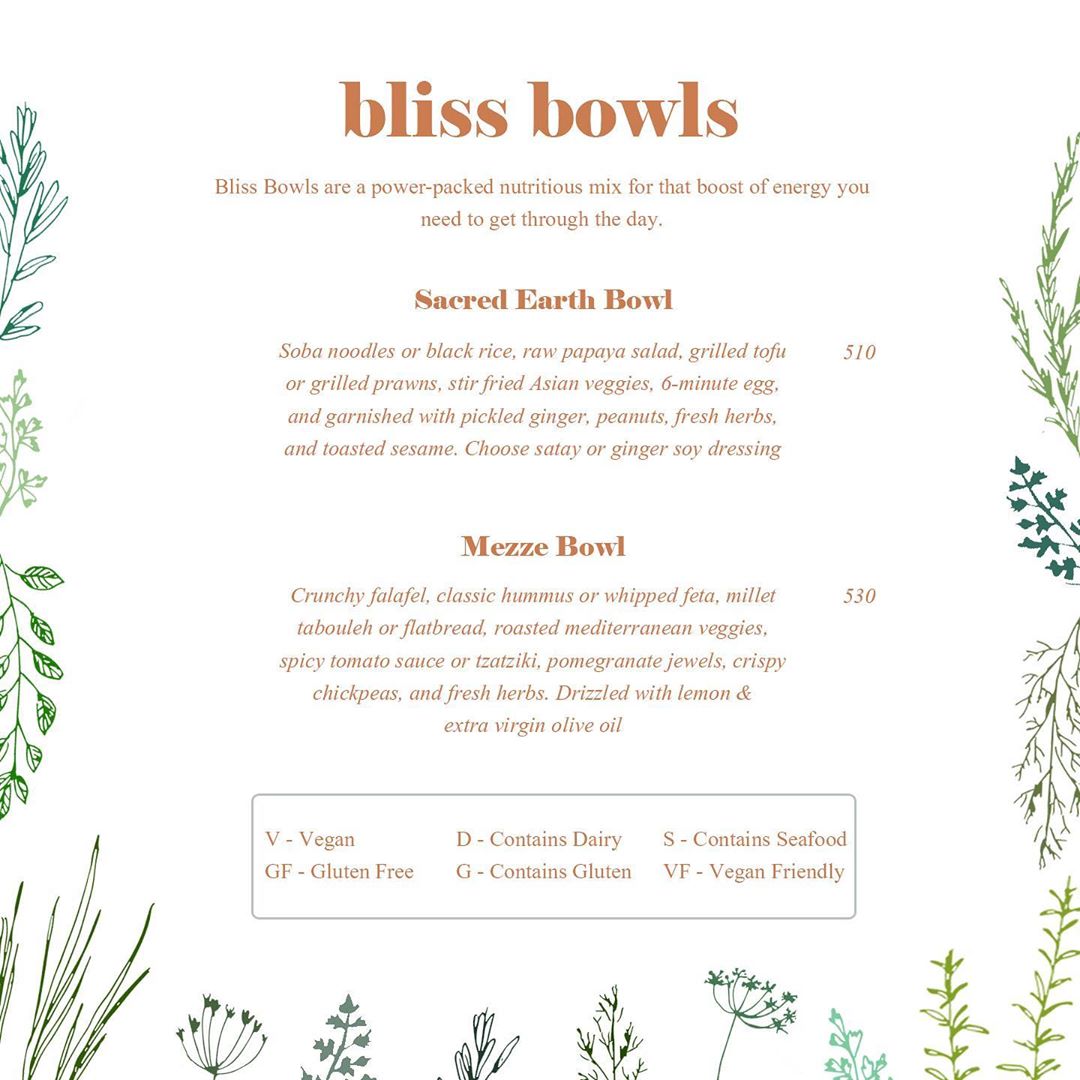 bliss bowls
Bliss Bowls are a power-packed nutritious mix for that boost of energy you
need to get through the day.
Sacred Earth Bowl
Soba noodles or black rice, raw papaya salad, grilled tofu
510
or grilled prawns, stir fried Asian veggies, 6-minute egg,
and garnished with pickled ginger, peanuts, fresh herbs,
and toasted sesame. Choose satay or ginger soy dressing
Mezze Bowl
Crunchy falafel, classic hummus or whipped feta, millet
530
tabouleh or flatbread, roasted mediterranean veggies,
spicy tomato sauce or tzatziki, pomegranate jewels, crispy
chickpeas, and fresh herbs. Drizzled with lemon &
extra virgin olive oil
V - Vegan D - Contains Dairy S - Contains Seafood
GF - Gluten Free G - Contains Gluten VF - Vegan Friendly